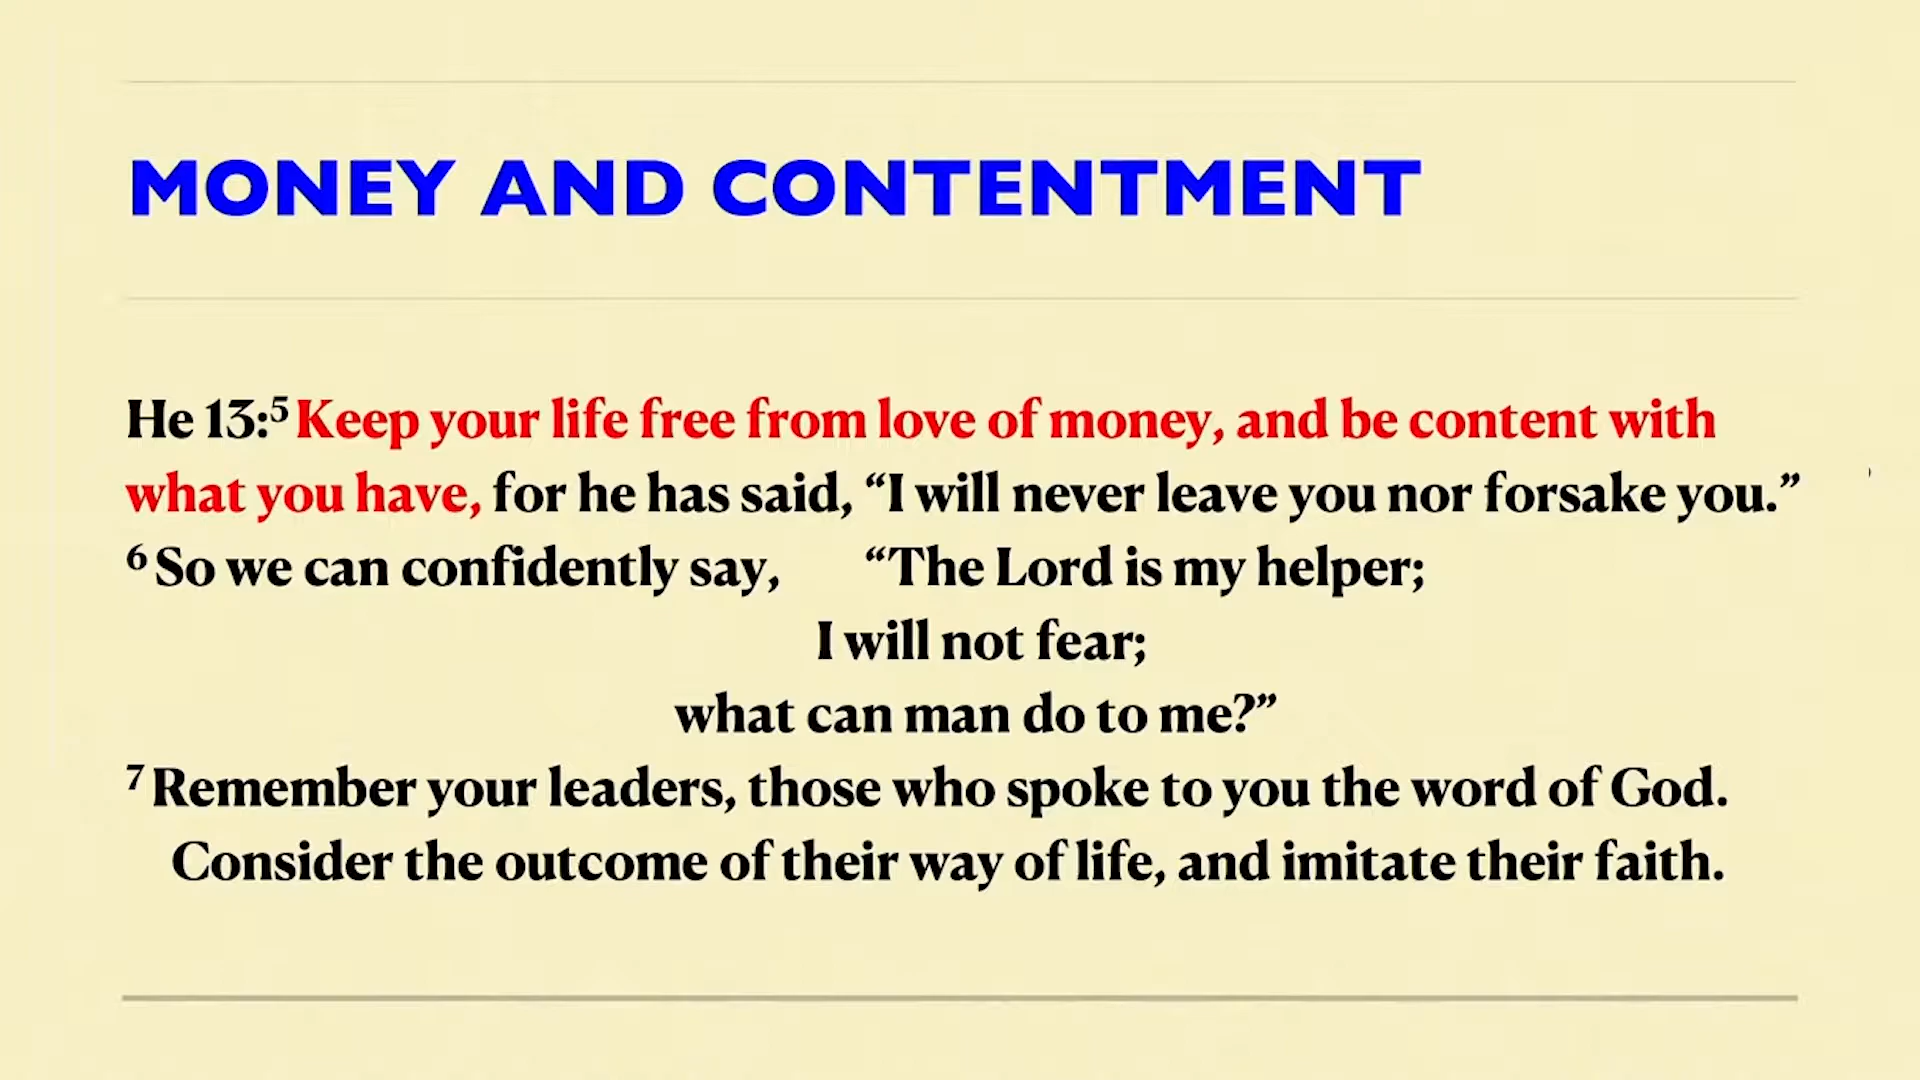 MONEY AND CONTENTMENT
He 13:⁵ Keep your life free from love of money, and be content with
what you have, for he has said, “I will never leave you nor forsake you.”
⁶ So we can confidently say, “The Lord is my helper;
I will not fear;
what can man do to me?”
⁷ Remember your leaders, those who spoke to you the word of God.
Consider the outcome of their way of life, and imitate their faith.